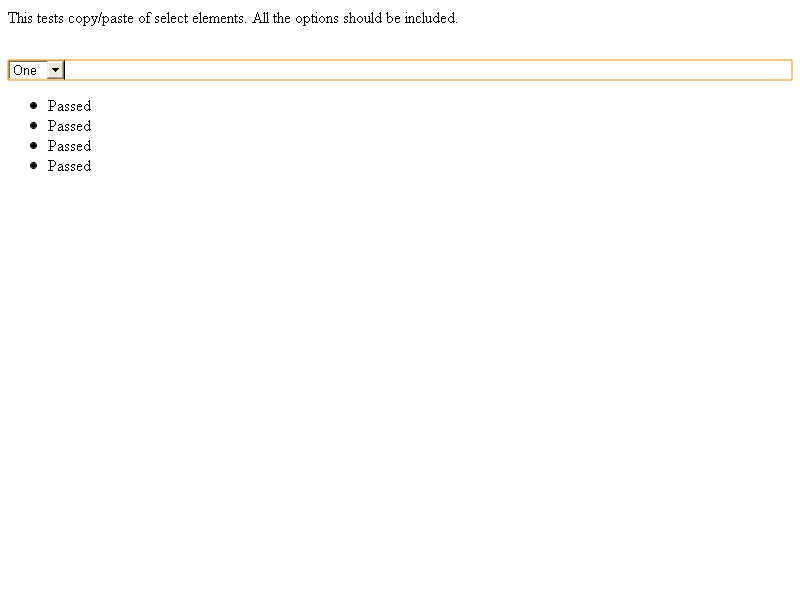 This tests copy/paste of select elements. All the options should be included.
One
Passed
Passed
Passed
Passed